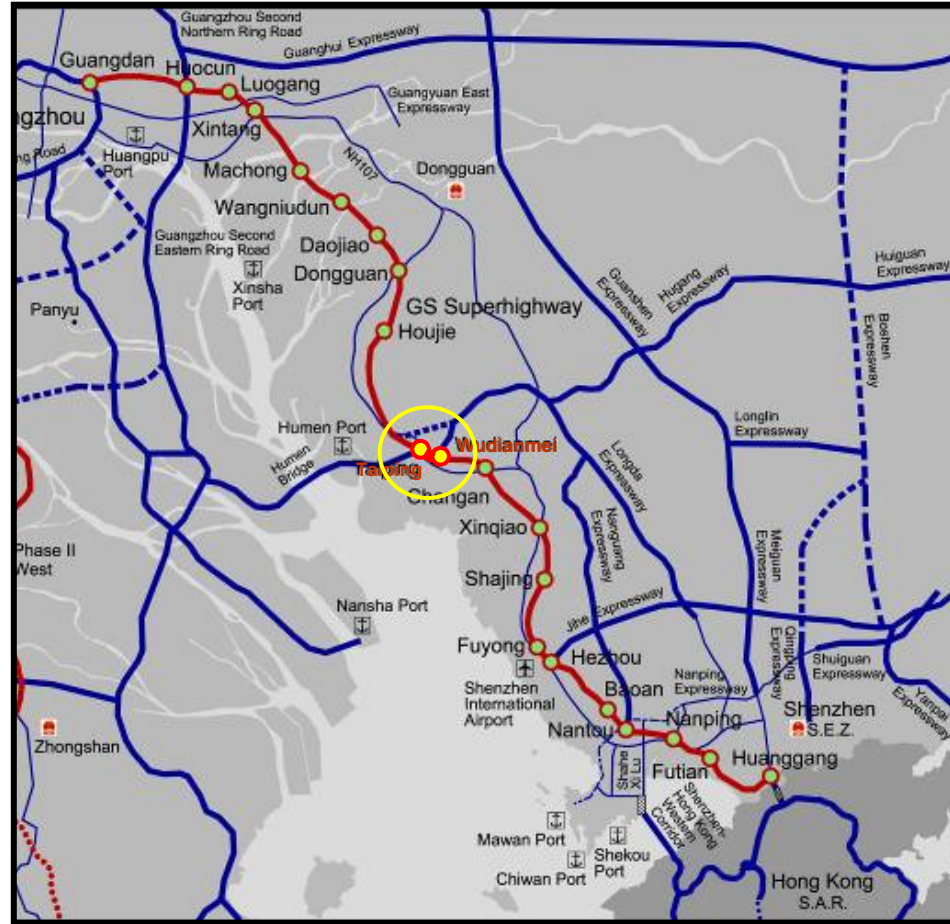 Guangzhou Second
Northern Ring Road
Guanghui Expressway
Guangdan
Huocun
Luogang
Guangyuan East
Expressway
gzhou
Xintang
ng Road
Huangpu
Port
NH107
Machong
Dongguan
Wangniudun
Guangzhou Second
Eastern Ring Road
Daojiao
Xinsha
Port
Dongguan
Huiguan
Expressway
Guanshen
Expressway
Hugang
Expressway
Boshen
Expressway
GS Superhighway
Panyu
Houjie
Humen Port
Longlin
Expressway
Humen
Bridge
Taiping
Wudianmei
Longda
Expressway
Changan
Nanguang
Expressway
Xinqiao
Meiguan
Expressway
Phase II
West
Shajing
Nansha Port
Jihe Expressway
Qingping
Expressway
Fuyong
Hezhou
Shuiguan
Expressway
Shenzhen
International
Airport
Nanping
Expressway
Baoan
Yanpai
Expressway
Shenzhen
S.E.Z.
Nantou
Nanping
Zhongshan
Shahe
Xi Lu
Futian
Huanggang
Shenzhen-
Hong Kong
Western
Corridor
Mawan Port
Shekou
Port
Chiwan Port
Hong Kong
S.A.R.